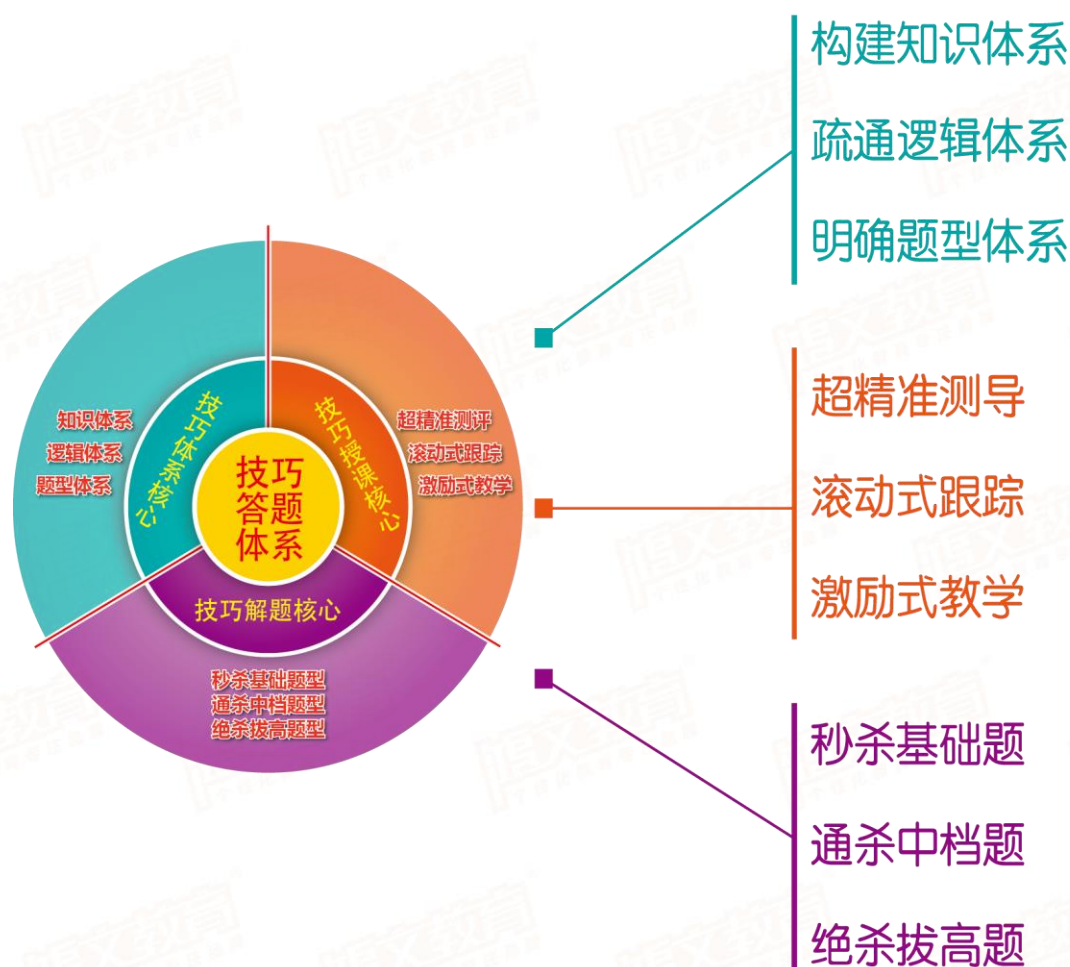 构建知识体系
疏通逻辑体系
明确题型体系
超精准测导
滚动式跟踪
激励式教学
秒杀基础题
通杀中档题
绝杀拔高题
技巧体系核心
知识体系
逻辑体系
题型体系
技巧授课核心
超精准测评
滚动式跟踪
激励式教学
技巧
答题
体系
技巧解题核心
秒杀基础题型
通杀中档题型
绝杀拔高题型